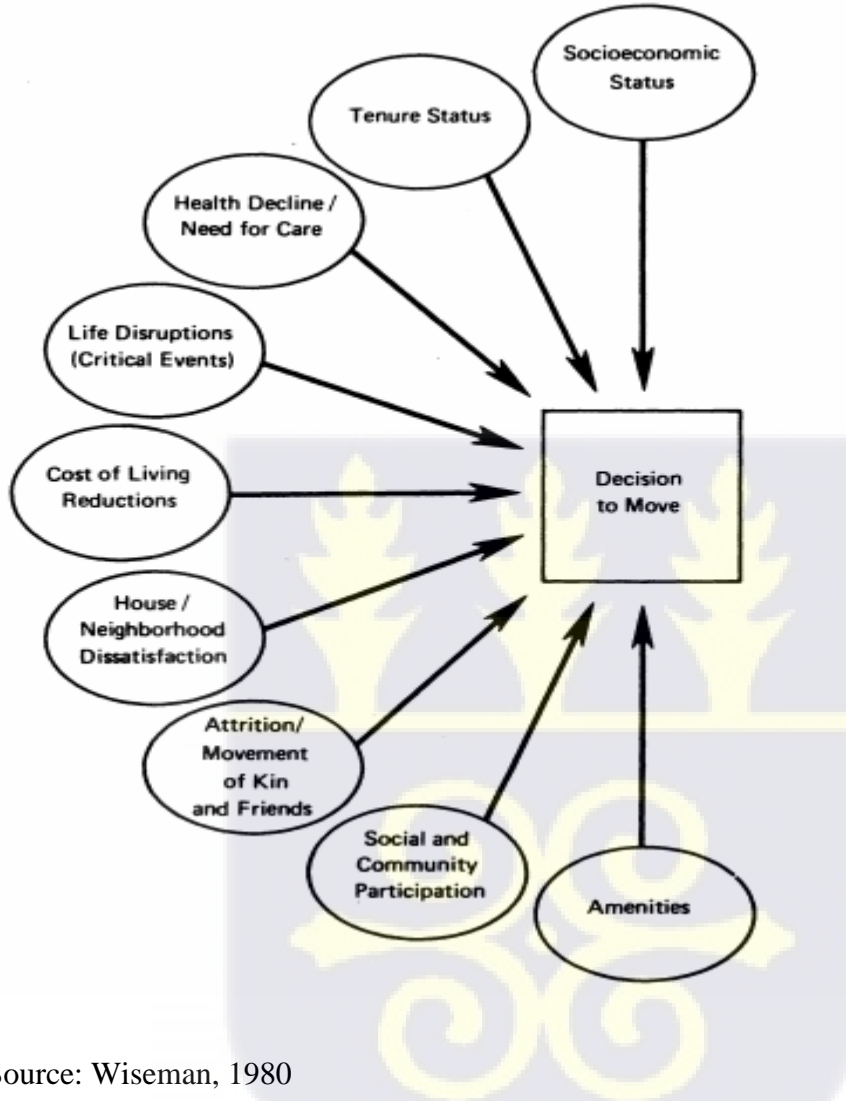 Socioeconomic
Status
Tenure Status
Health Decline /
Need for Care
Life Disruptions
(Critical Events)
Cost of Living
Reductions
House /
Neighborhood
Dissatisfaction
Attrition/
Movement
of Kin
and Friends
Social and
Community
Participation
Amenities
Decision
to Move
Source: Wiseman, 1980